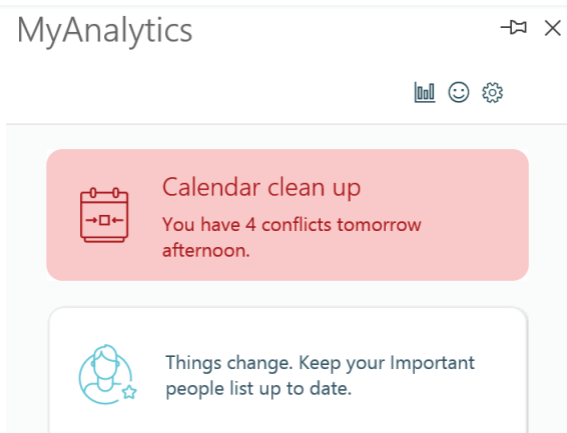 MyAnalytics
Calendar clean up
You have 4 conflicts tomorrow
afternoon.
Things change. Keep your Important
people list up to date.